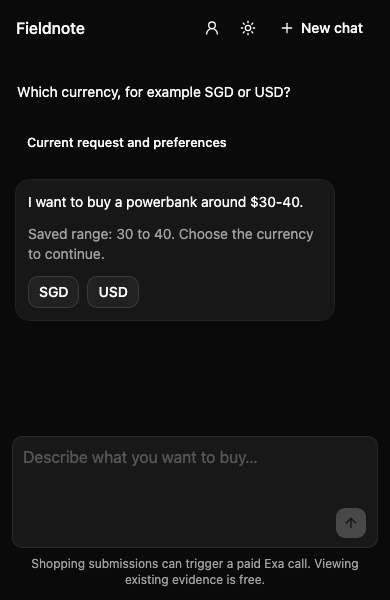 Fieldnote
New chat
Which currency, for example SGD or USD?
Current request and preferences
I want to buy a powerbank around $30-40.
Saved range: 30 to 40. Choose the currency
to continue.
SGD
USD
Describe what you want to buy...
Shopping submissions can trigger a paid Exa call. Viewing
existing evidence is free.